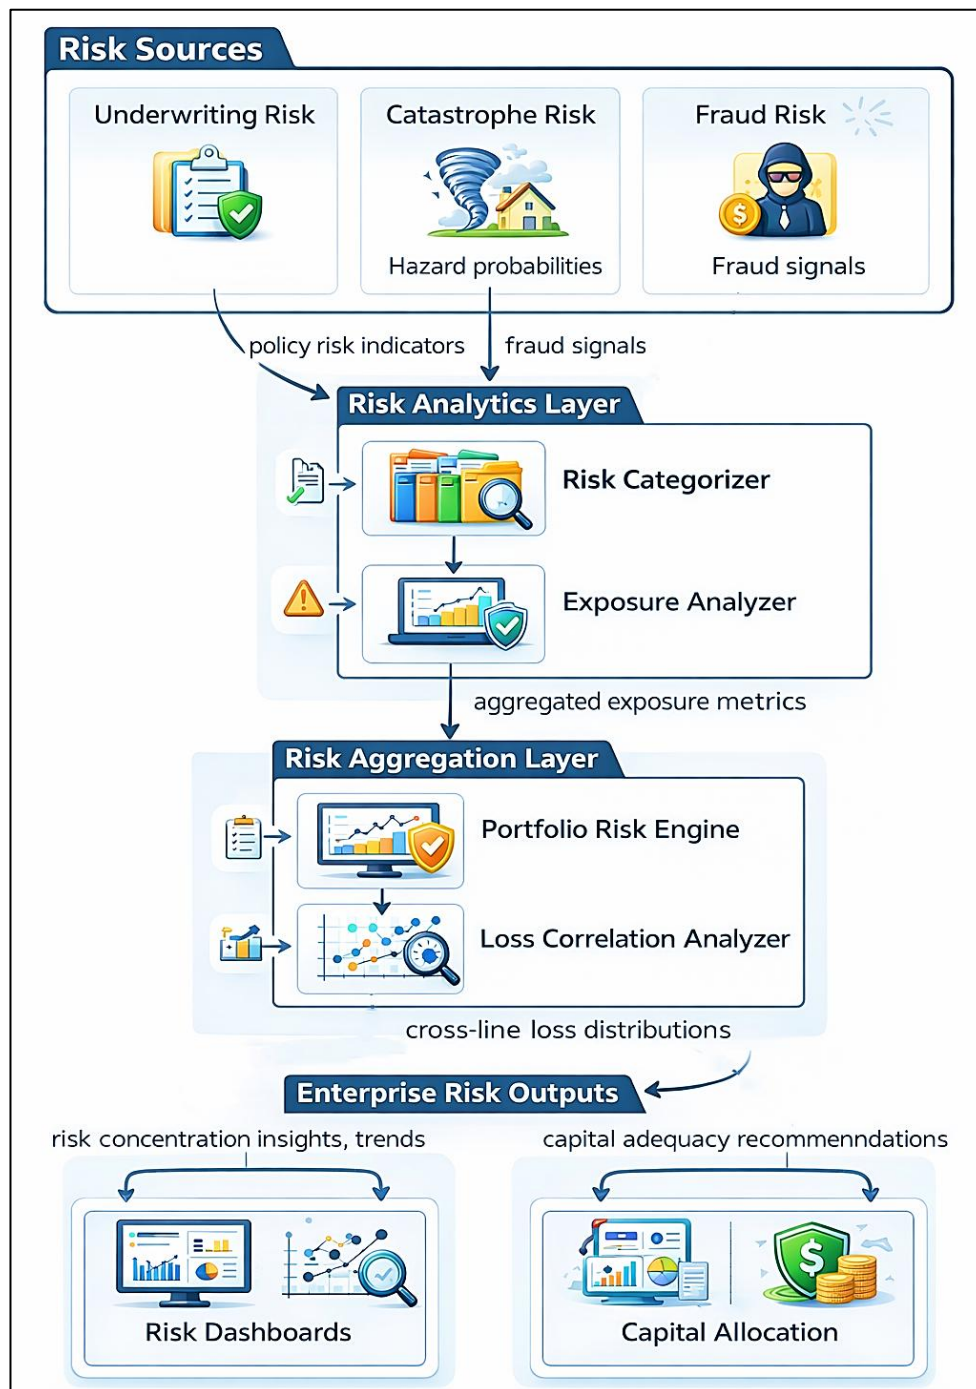 Risk Sources
Underwriting Risk
Catastrophe Risk
Fraud Risk
Hazard probabilities
Fraud signals
policy risk indicators
fraud signals
Risk Analytics Layer
Risk Categorizer
Exposure Analyzer
aggregated exposure metrics
Risk Aggregation Layer
Portfolio Risk Engine
Loss Correlation Analyzer
cross-line loss distributions
Enterprise Risk Outputs
risk concentration insights, trends
capital adequacy recommenndations
Risk Dashboards
Capital Allocation